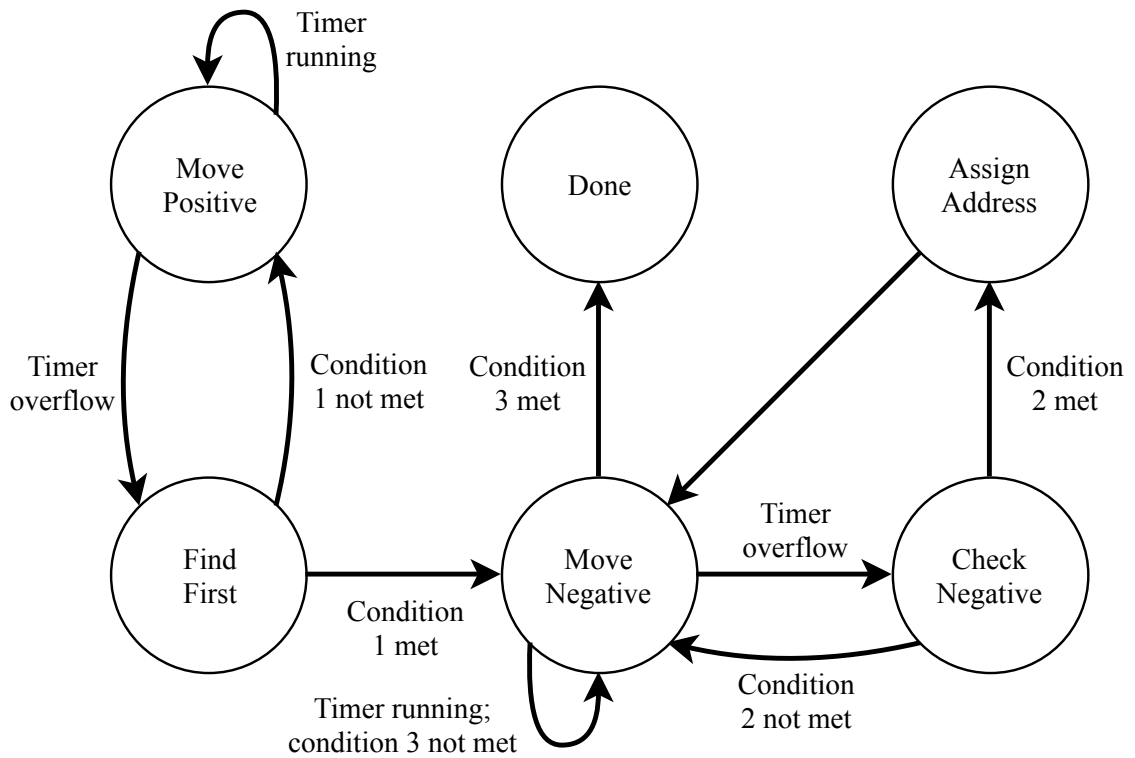 Timer
running
Move
Positive
Done
Assign
Address
Timer
overflow
Condition
1 not met
Condition
3 met
Condition
2 met
Find
First
Condition
1 met
Move
Negative
Timer
overflow
Check
Negative
Timer running;
condition 3 not met
Condition
2 not met